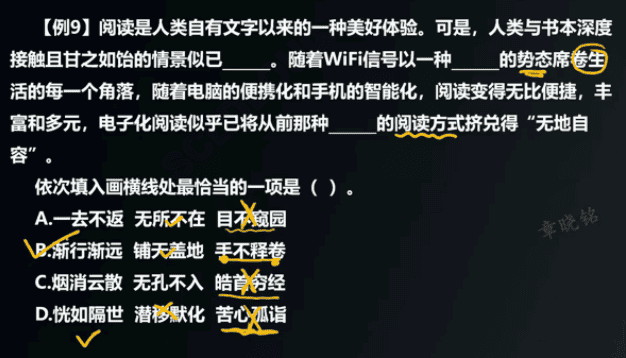 【例9】阅读是人类自有文字以来的一种美好体验。可是，人类与书本深度
接触且甘之如饴的情景似已______。随着WiFi信号以一种______的势态席卷生
活的每一个角落，随着电脑的便携化和手机的智能化，阅读变得无比便捷，丰
富和多元，电子化阅读似乎已将从前那种______的阅读方式挤兑得“无地自
容”。
依次填入画横线处最恰当的一项是（ ）。
A.一去不返 无所不在 目不窥园
B.渐行渐远 铺天盖地 手不释卷
C.烟消云散 无孔不入 皓首穷经
D.恍如隔世 潜移默化 苦心孤诣
章晓铭